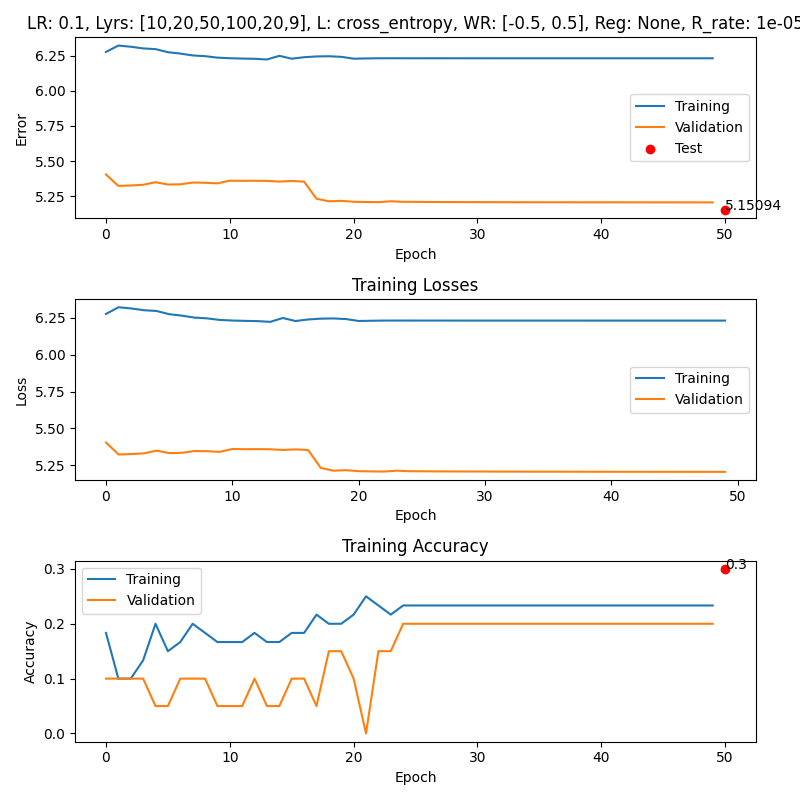 LR: 0.1, Lyrs: [10,20,50,100,20,9], L: cross_entropy, WR: [-0.5, 0.5], Reg: None, R_rate: 1e-05
6.25
6.00
5.75
5.50
5.25
Error
Training
Validation
Test
5.15094
0 10 20 30 40 50
Epoch
Training Losses
6.25
6.00
5.75
5.50
5.25
Loss
Training
Validation
0 10 20 30 40 50
Epoch
Training Accuracy
0.3
0.2
0.1
0.0
Accuracy
Training
Validation
0.3
0 10 20 30 40 50
Epoch